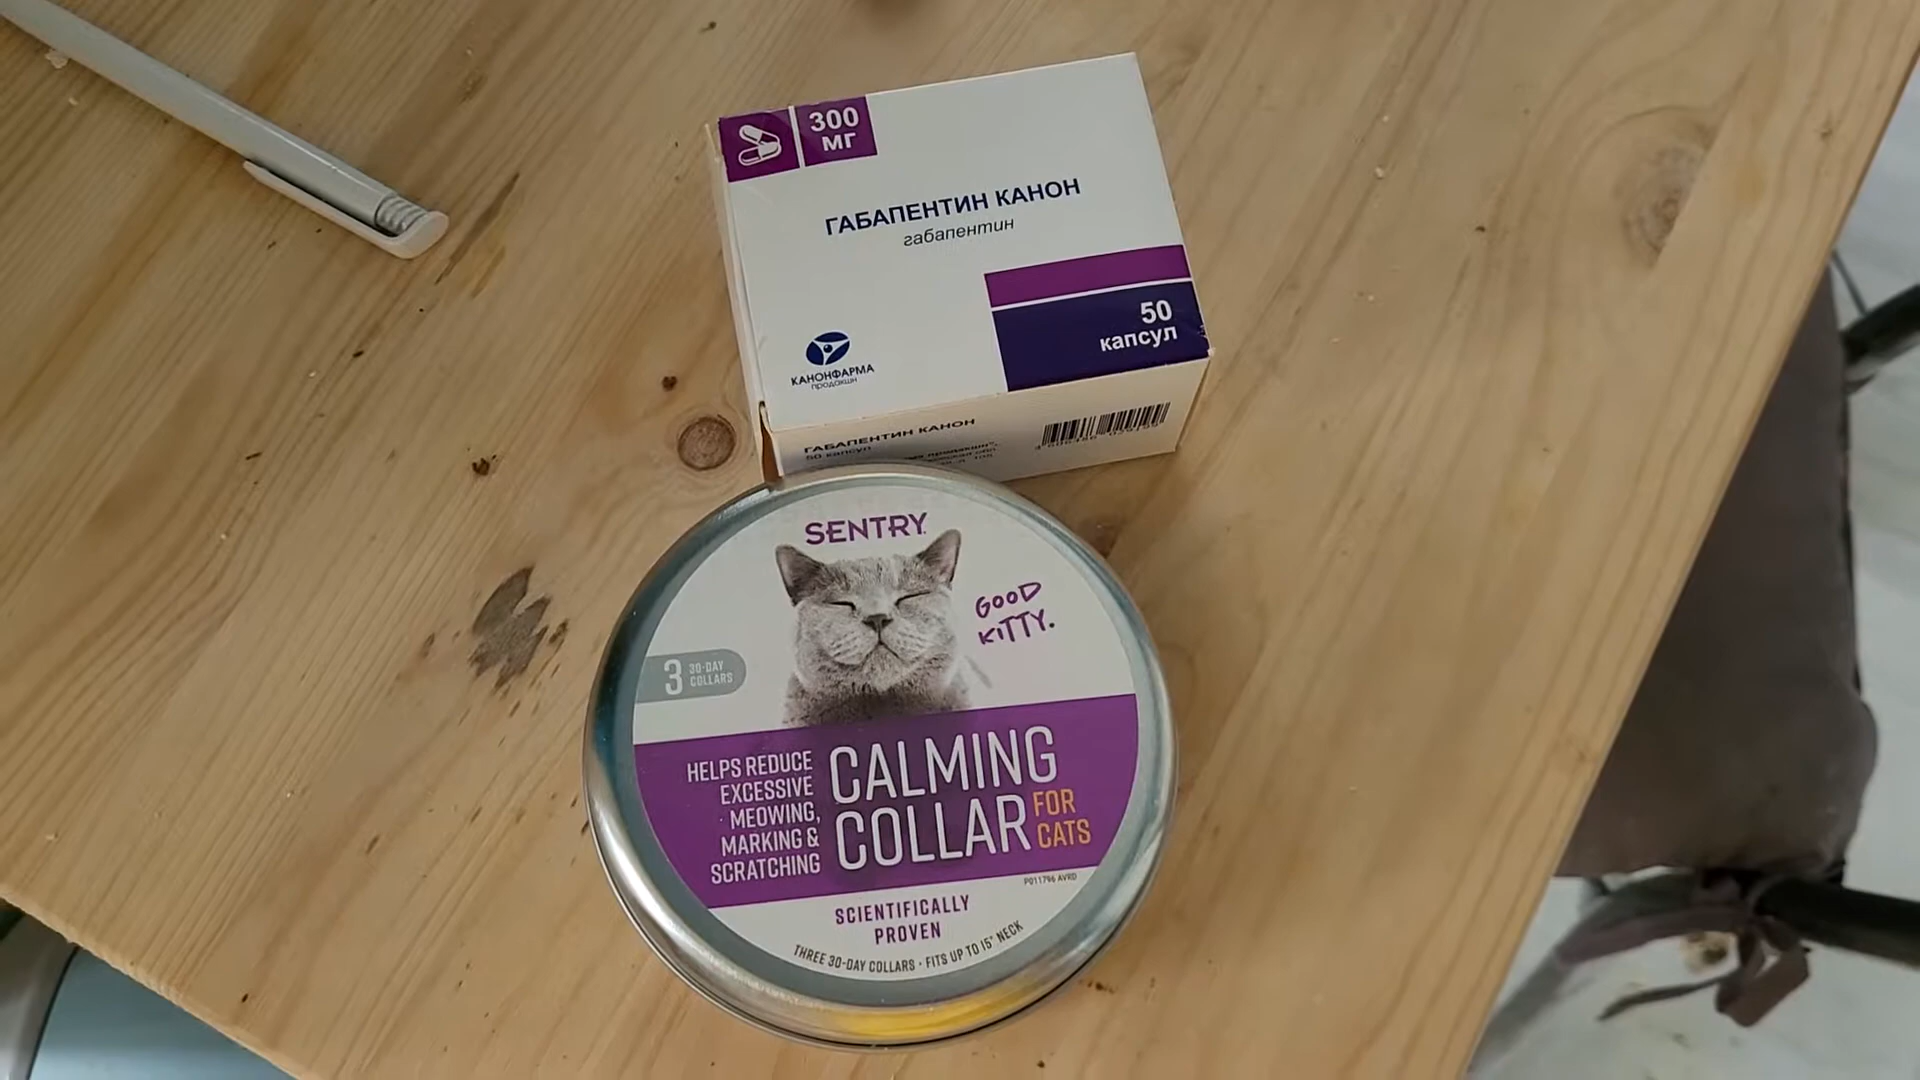 300
МГ
ГАБАПЕНТИН КАНОН
габапентин
50
капсул
КАНОНФАРМА
продакшн
ГАБАПЕНТИН КАНОН
50 капсул
SENTRY
GOOD
KITTY.
3 30-DAY
COLLARS
HELPS REDUCE
EXCESSIVE
MEOWING,
MARKING &
SCRATCHING
CALMING
COLLAR
FOR
CATS
P011796 AVRD
SCIENTIFICALLY
PROVEN
THREE 30-DAY COLLARS · FITS UP TO 15" NECK